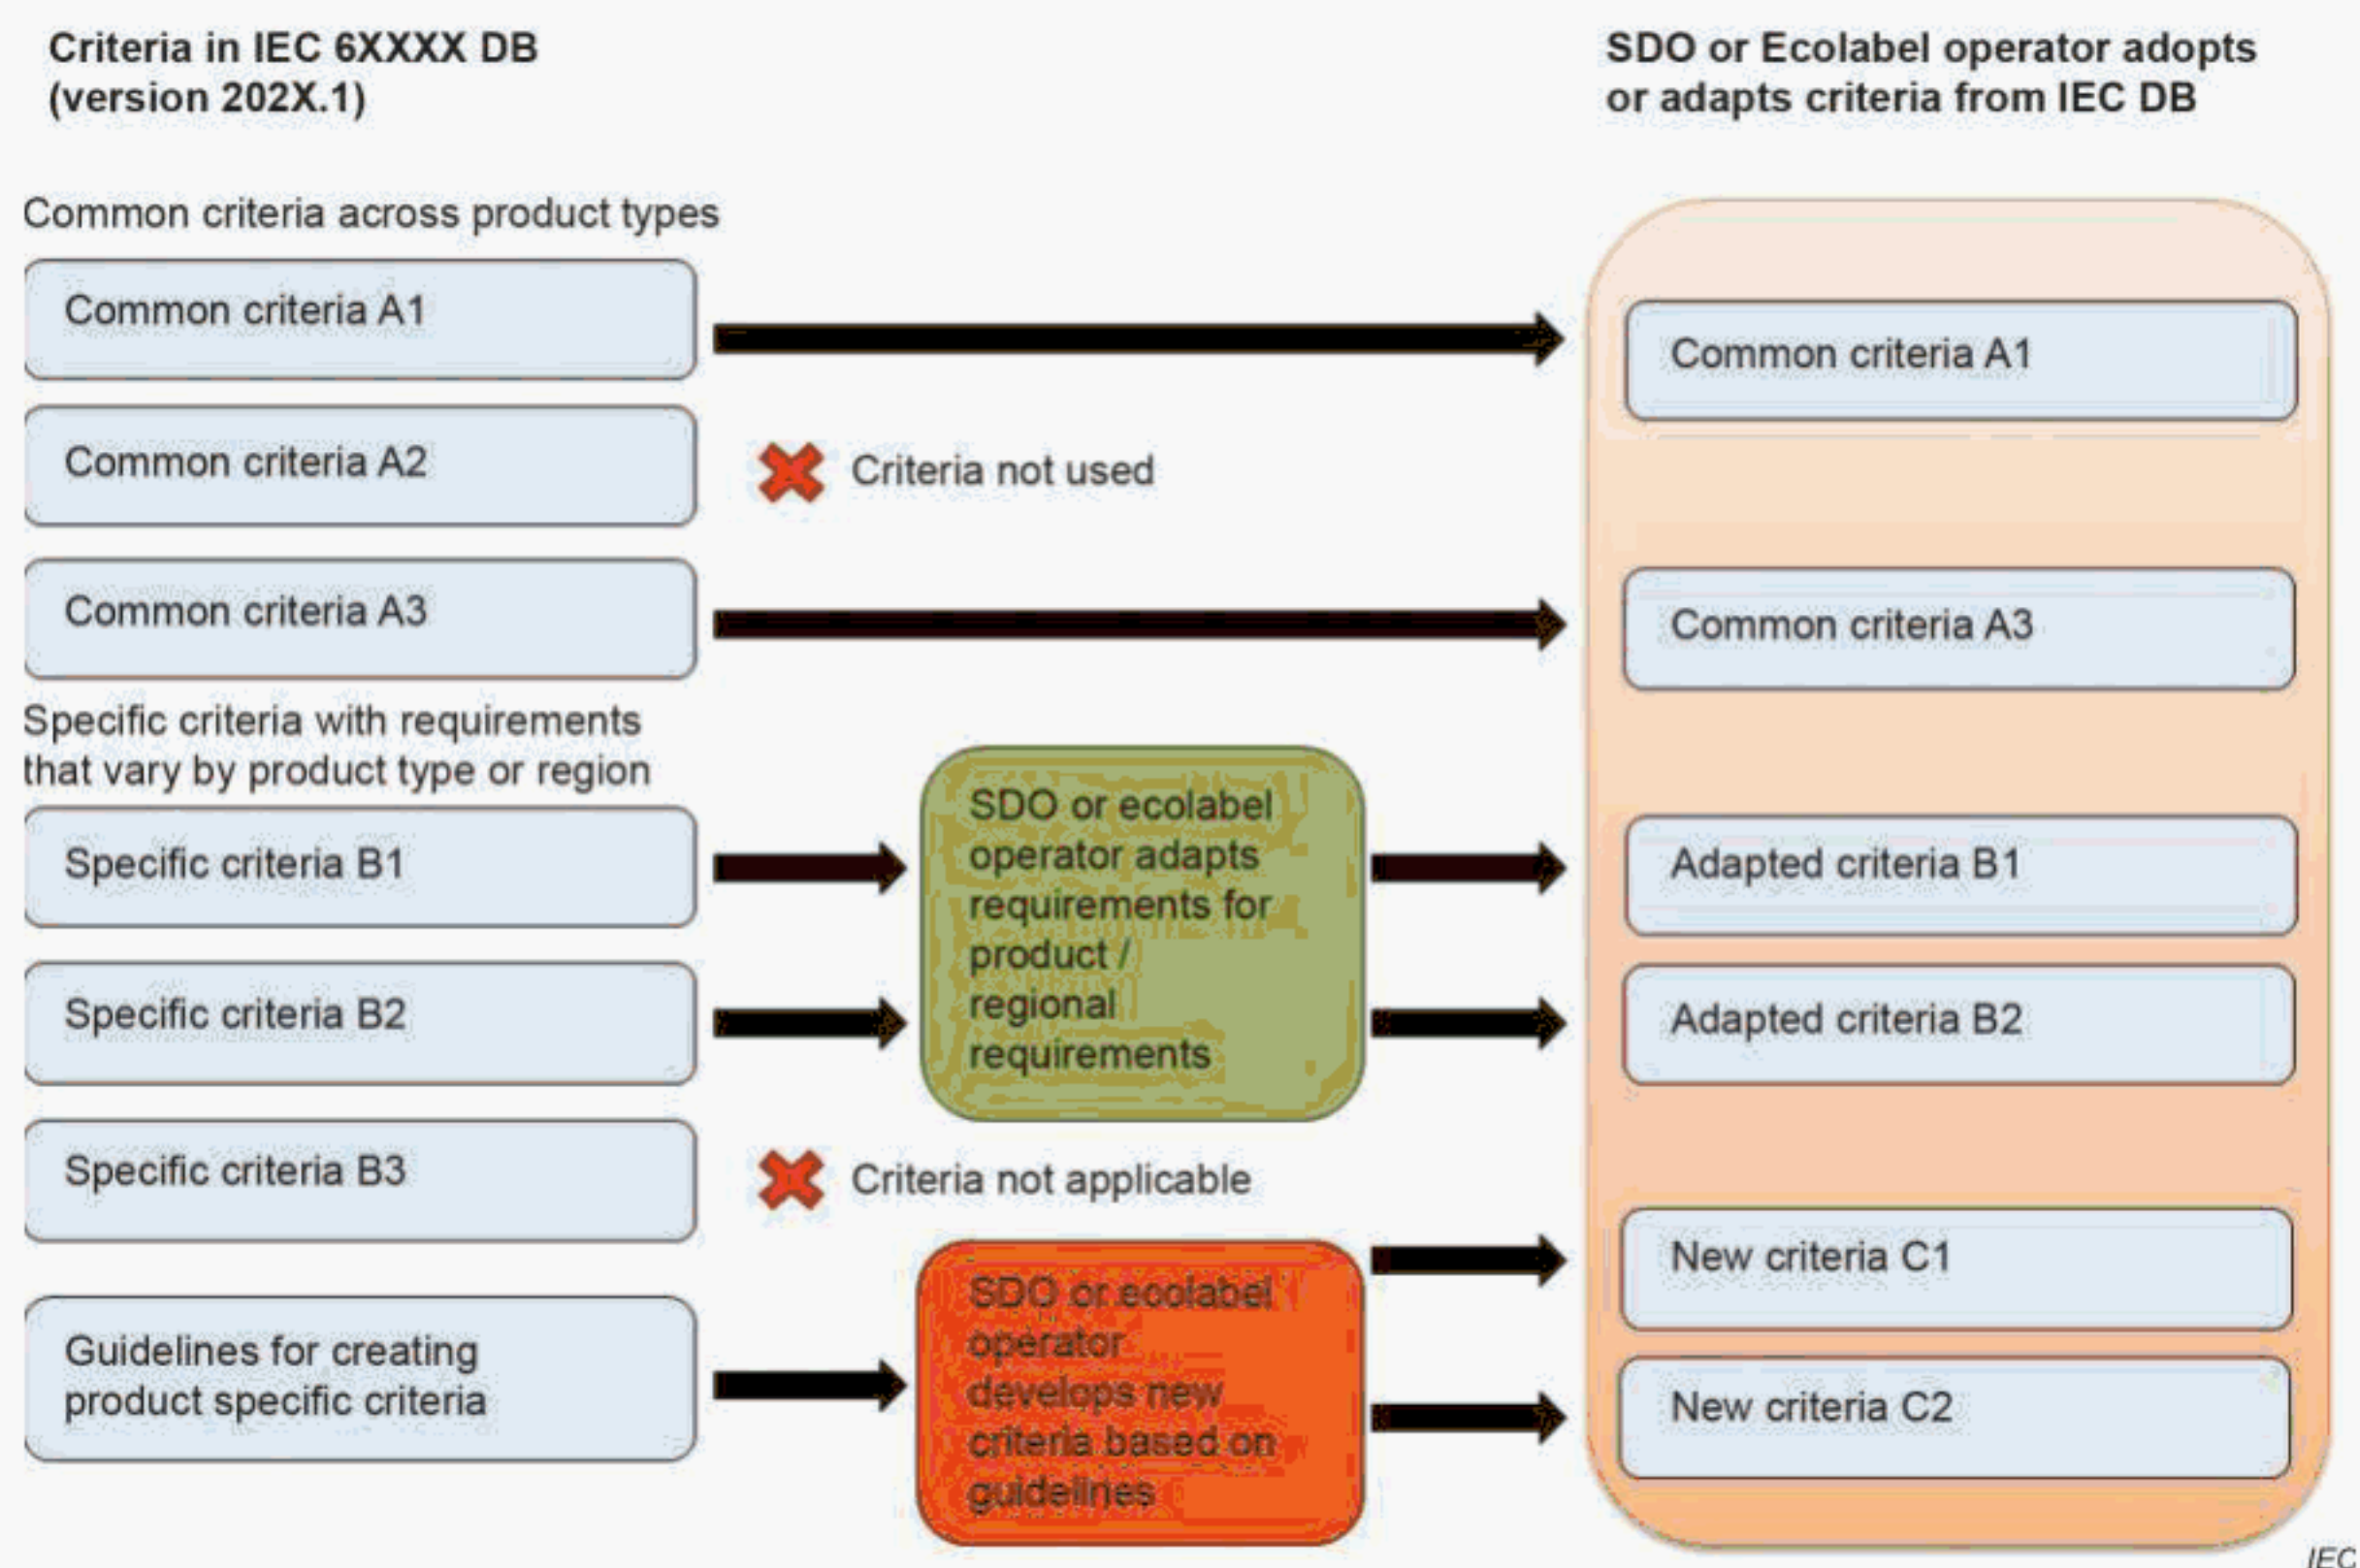 Criteria in IEC 6XXXX DB
(version 202X.1)
SDO or Ecolabel operator adopts
or adapts criteria from IEC DB
Common criteria across product types
Common criteria A1
Common criteria A1
Common criteria A2
Criteria not used
Common criteria A3
Common criteria A3
Specific criteria with requirements
that vary by product type or region
Specific criteria B1
Specific criteria B2
SDO or ecolabel
operator adapts
requirements for
product /
regional
requirements
Adapted criteria B1
Adapted criteria B2
Specific criteria B3
Criteria not applicable
Guidelines for creating
product specific criteria
SDO or ecolabel
operator
develops new
criteria based on
guidelines
New criteria C1
New criteria C2
IEC